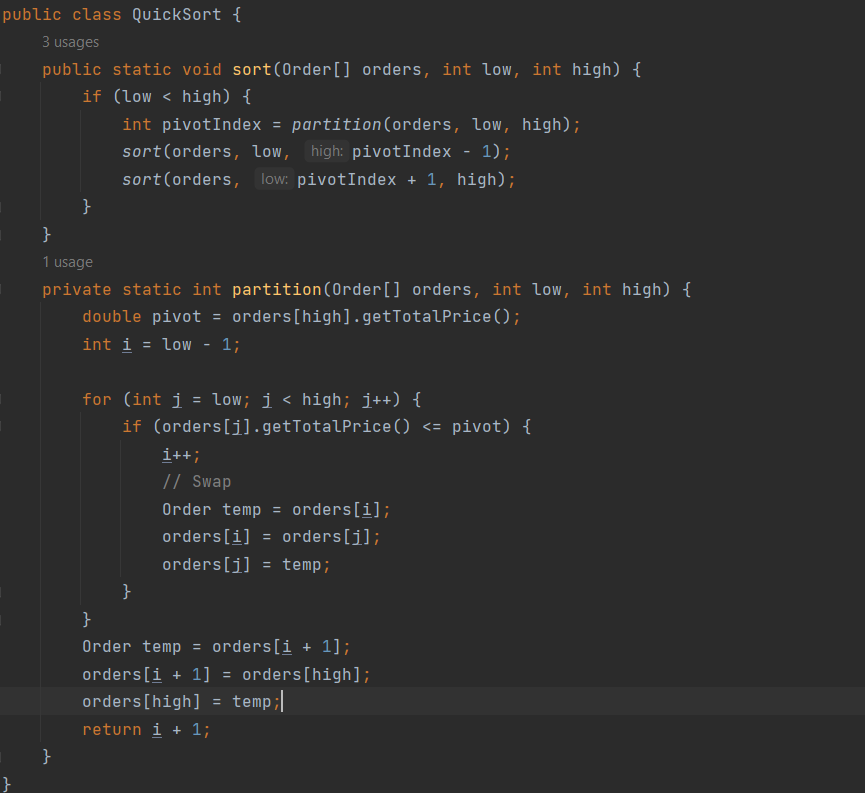 public class QuickSort {
3 usages
public static void sort(Order[] orders, int low, int high) {
if (low < high) {
int pivotIndex = partition(orders, low, high);
sort(orders, low, high: pivotIndex - 1);
sort(orders, low: pivotIndex + 1, high);
}
}
1 usage
private static int partition(Order[] orders, int low, int high) {
double pivot = orders[high].getTotalPrice();
int i = low - 1;
for (int j = low; j < high; j++) {
if (orders[j].getTotalPrice() <= pivot) {
i++;
// Swap
Order temp = orders[i];
orders[i] = orders[j];
orders[j] = temp;
}
}
Order temp = orders[i + 1];
orders[i + 1] = orders[high];
orders[high] = temp;
return i + 1;
}
}